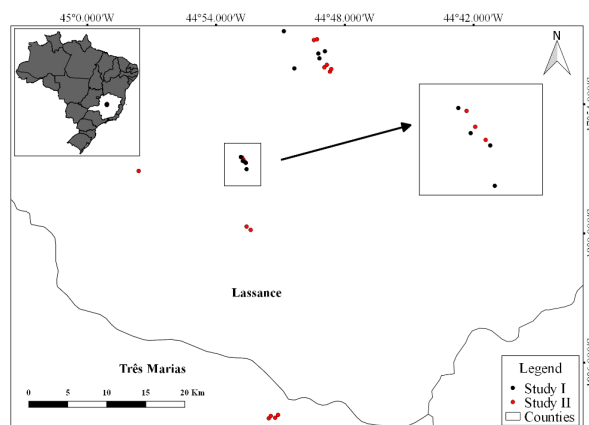 45°0.000'W 44°54.000'W 44°48.000'W 44°42.000'W
N
Lassance
Três Marias
0 5 10 15 20 Km
Legend
Study I
Study II
Counties